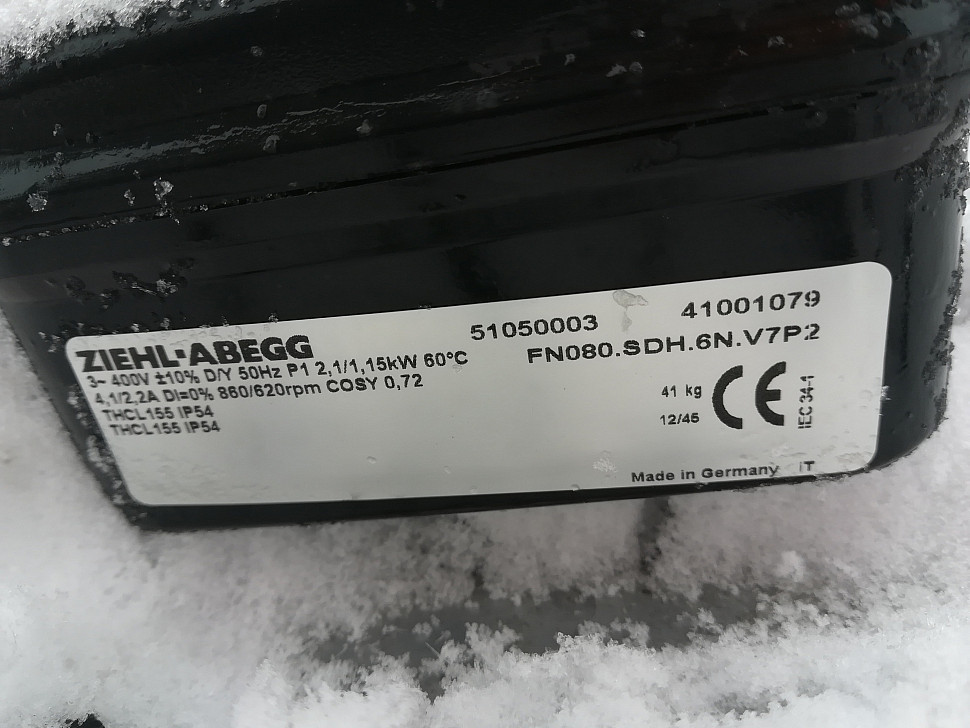 ZIEHL-ABEGG
51050003
41001079
3~ 400V ±10% D/Y 50Hz P1 2,1/1,15kW 60°C
FN080.SDH.6N.V7P2
4,1/2,2A DI=0% 860/620rpm COSY 0,72
THCL155 IP54
THCL155 IP54
41 kg
12/45
CE
IEC 34-1
Made in Germany IT